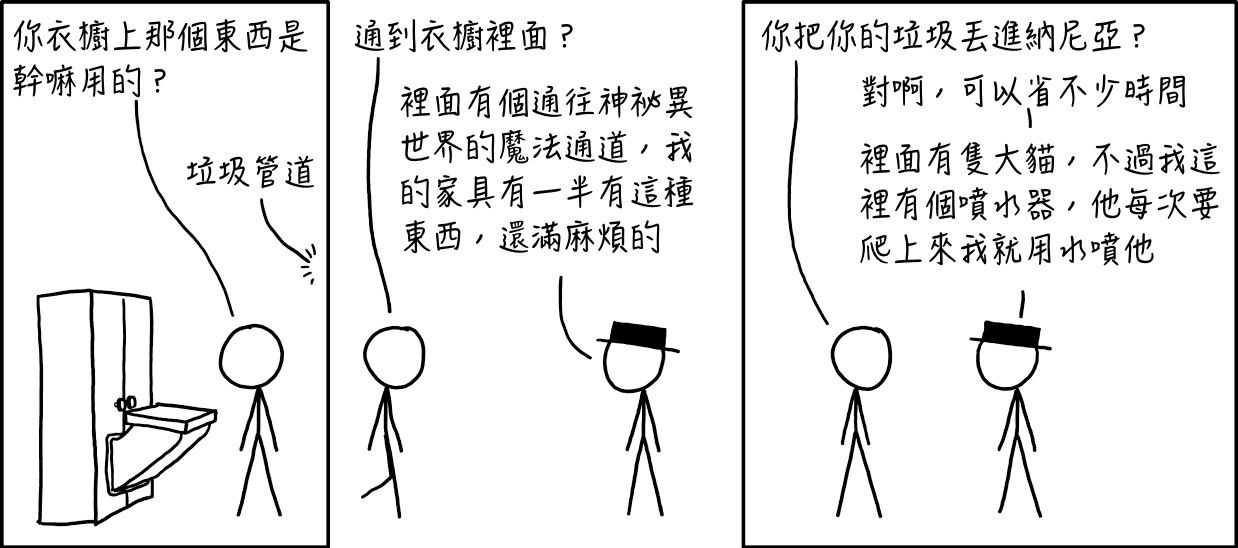 你衣櫥上那個東西是
幹嘛用的？
垃圾管道
通到衣櫥裡面？
裡面有個通往神祕異
世界的魔法通道，我
的家具有一半有這種
東西，還滿麻煩的
你把你的垃圾丟進納尼亞？
對啊，可以省不少時間
裡面有隻大貓，不過我這
裡有個噴水器，他每次要
爬上來我就用水噴他